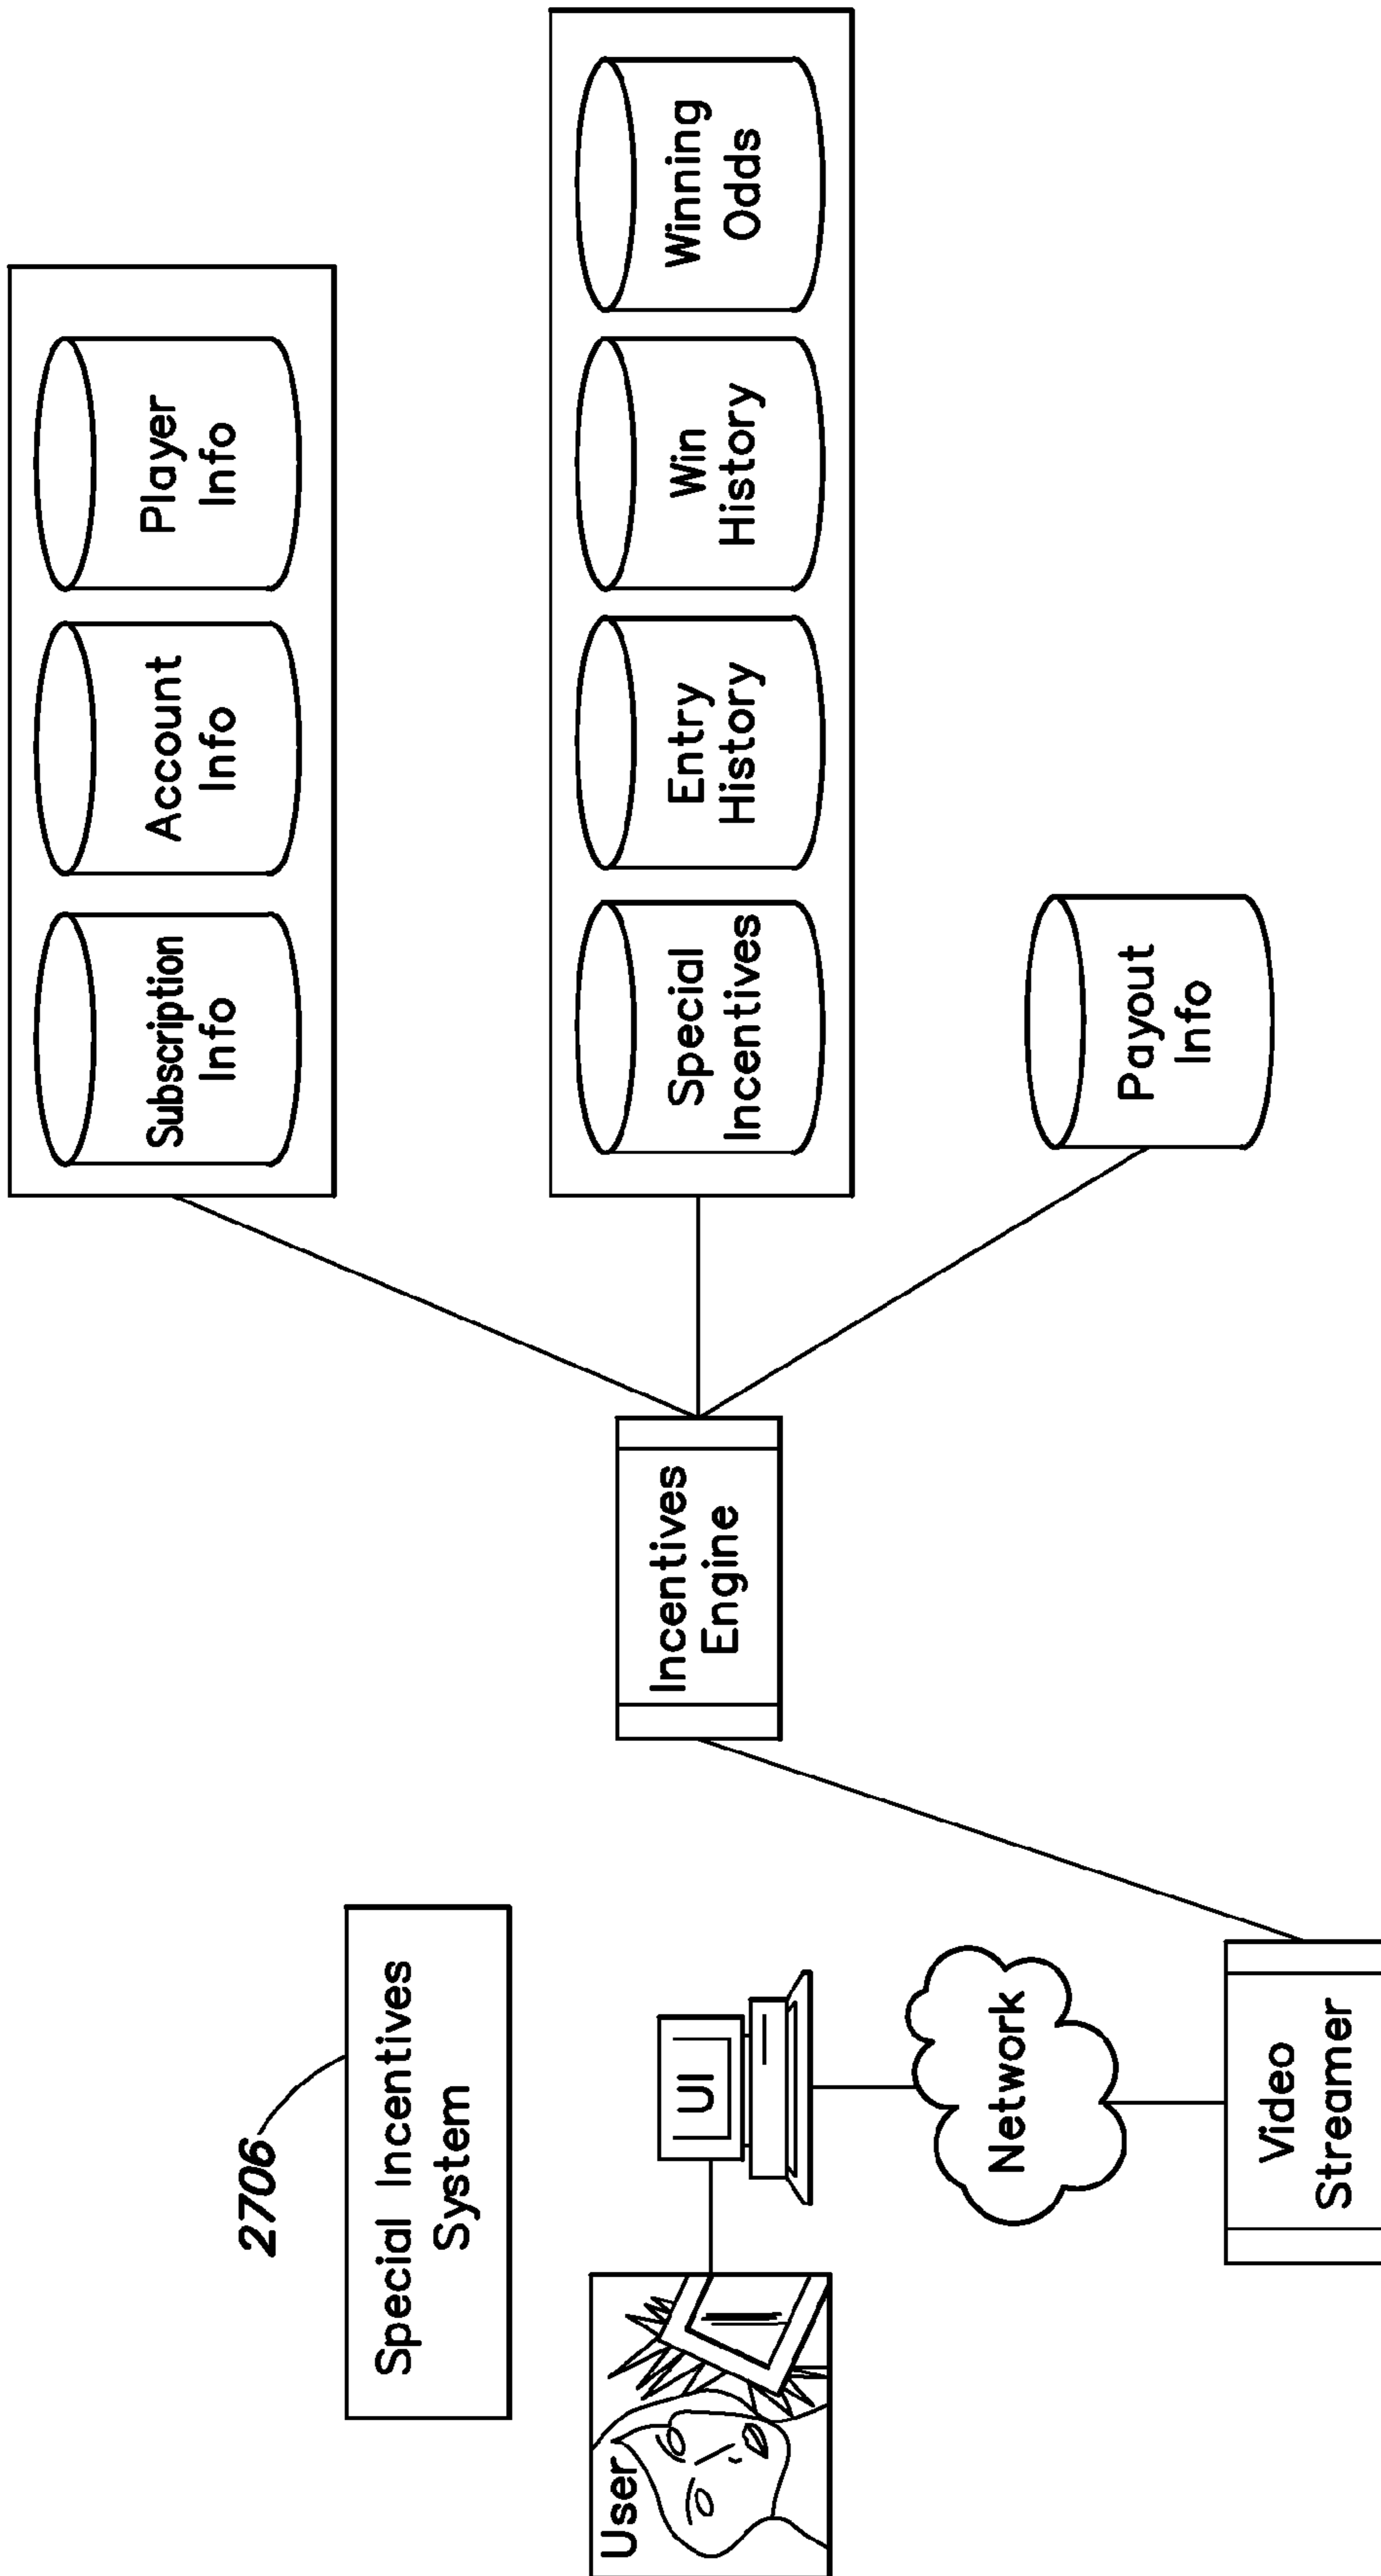 2706
Special Incentives
System
User
UI
Network
Video
Streamer
Incentives
Engine
Subscription
Info
Account
Info
Player
Info
Special
Incentives
Entry
History
Win
History
Winning
Odds
Payout
Info